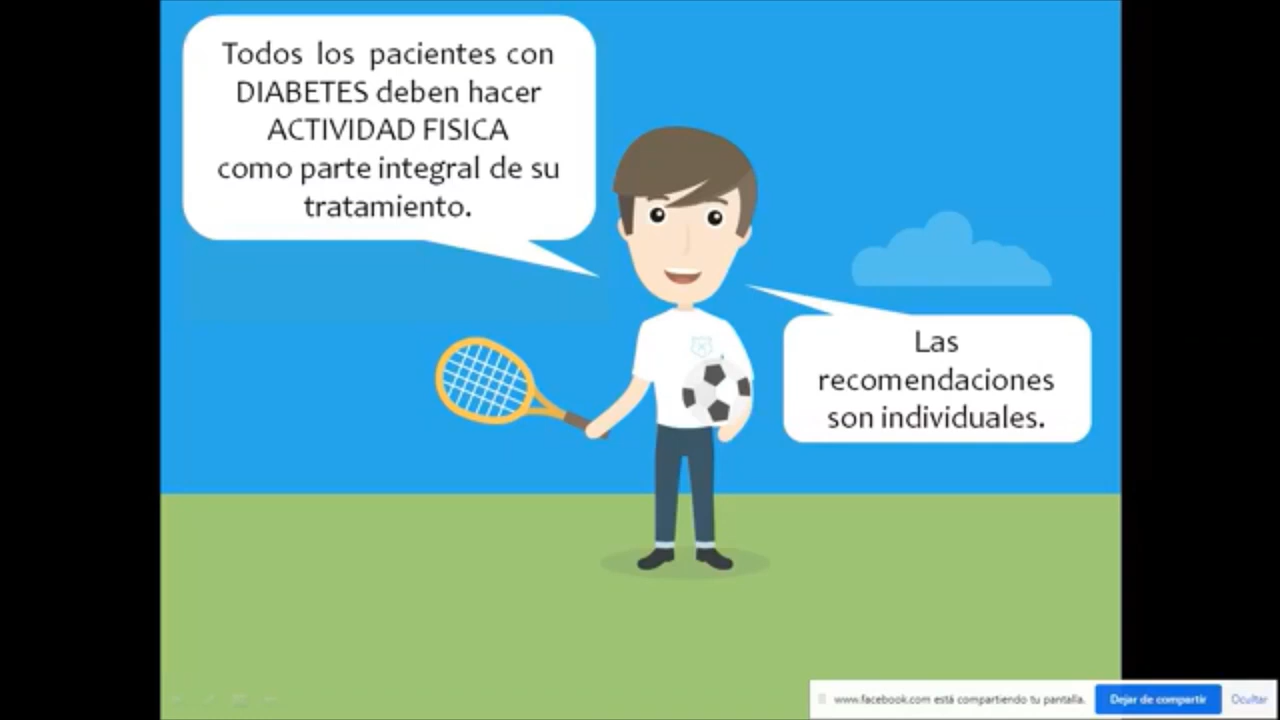 Todos los pacientes con
DIABETES deben hacer
ACTIVIDAD FISICA
como parte integral de su
tratamiento.
Las
recomendaciones
son individuales.
www.facebook.com está compartiendo tu pantalla.
Dejar de compartir
Ocultar